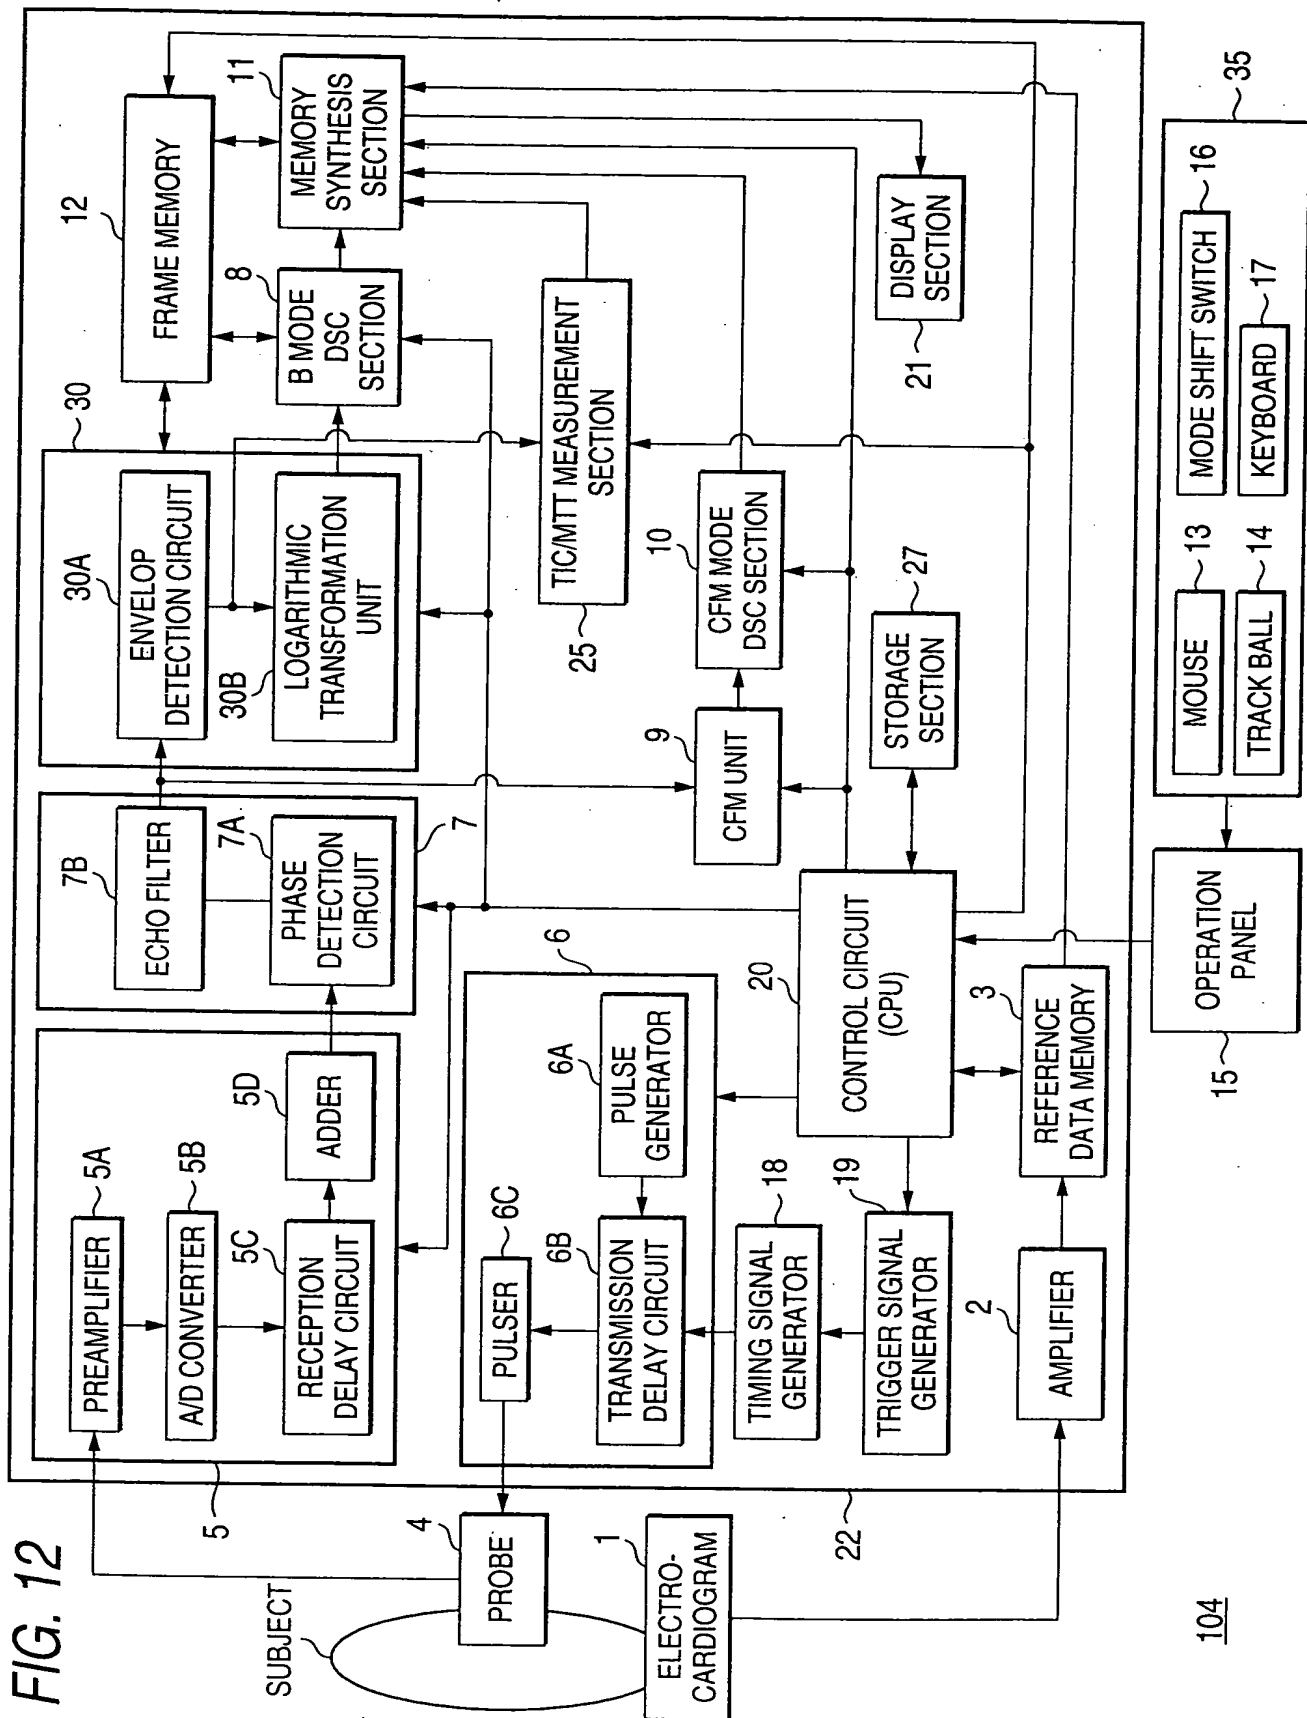 FIG. 12
SUBJECT
4
PROBE
1
ELECTRO-
CARDIOGRAM
104
5
5A
PREAMPLIFIER
5B
A/D CONVERTER
5C
RECEPTION
DELAY CIRCUIT
5D
ADDER
6
6C
PULSER
6B
TRANSMISSION
DELAY CIRCUIT
6A
PULSE
GENERATOR
18
TIMING SIGNAL
GENERATOR
19
TRIGGER SIGNAL
GENERATOR
2
AMPLIFIER
22
7B
ECHO FILTER
7A
PHASE
DETECTION
CIRCUIT
7
20
CONTROL CIRCUIT
(CPU)
3
REFERENCE
DATA MEMORY
15
OPERATION
PANEL
30
30A
ENVELOP
DETECTION CIRCUIT
30B
LOGARITHMIC
TRANSFORMATION
UNIT
9
CFM UNIT
10
CFM MODE
DSC SECTION
27
STORAGE
SECTION
12
FRAME MEMORY
8
B MODE
DSC
SECTION
11
MEMORY
SYNTHESIS
SECTION
25
TIC/MTT MEASUREMENT
SECTION
21
DISPLAY
SECTION
35
13
MOUSE
14
TRACK BALL
16
MODE SHIFT SWITCH
17
KEYBOARD